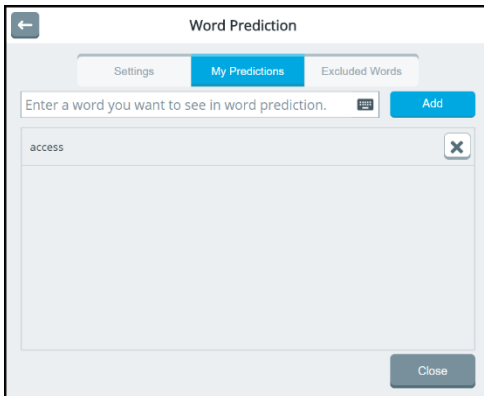 Word Prediction
Settings My Predictions Excluded Words
Enter a word you want to see in word prediction. Add
access
Close